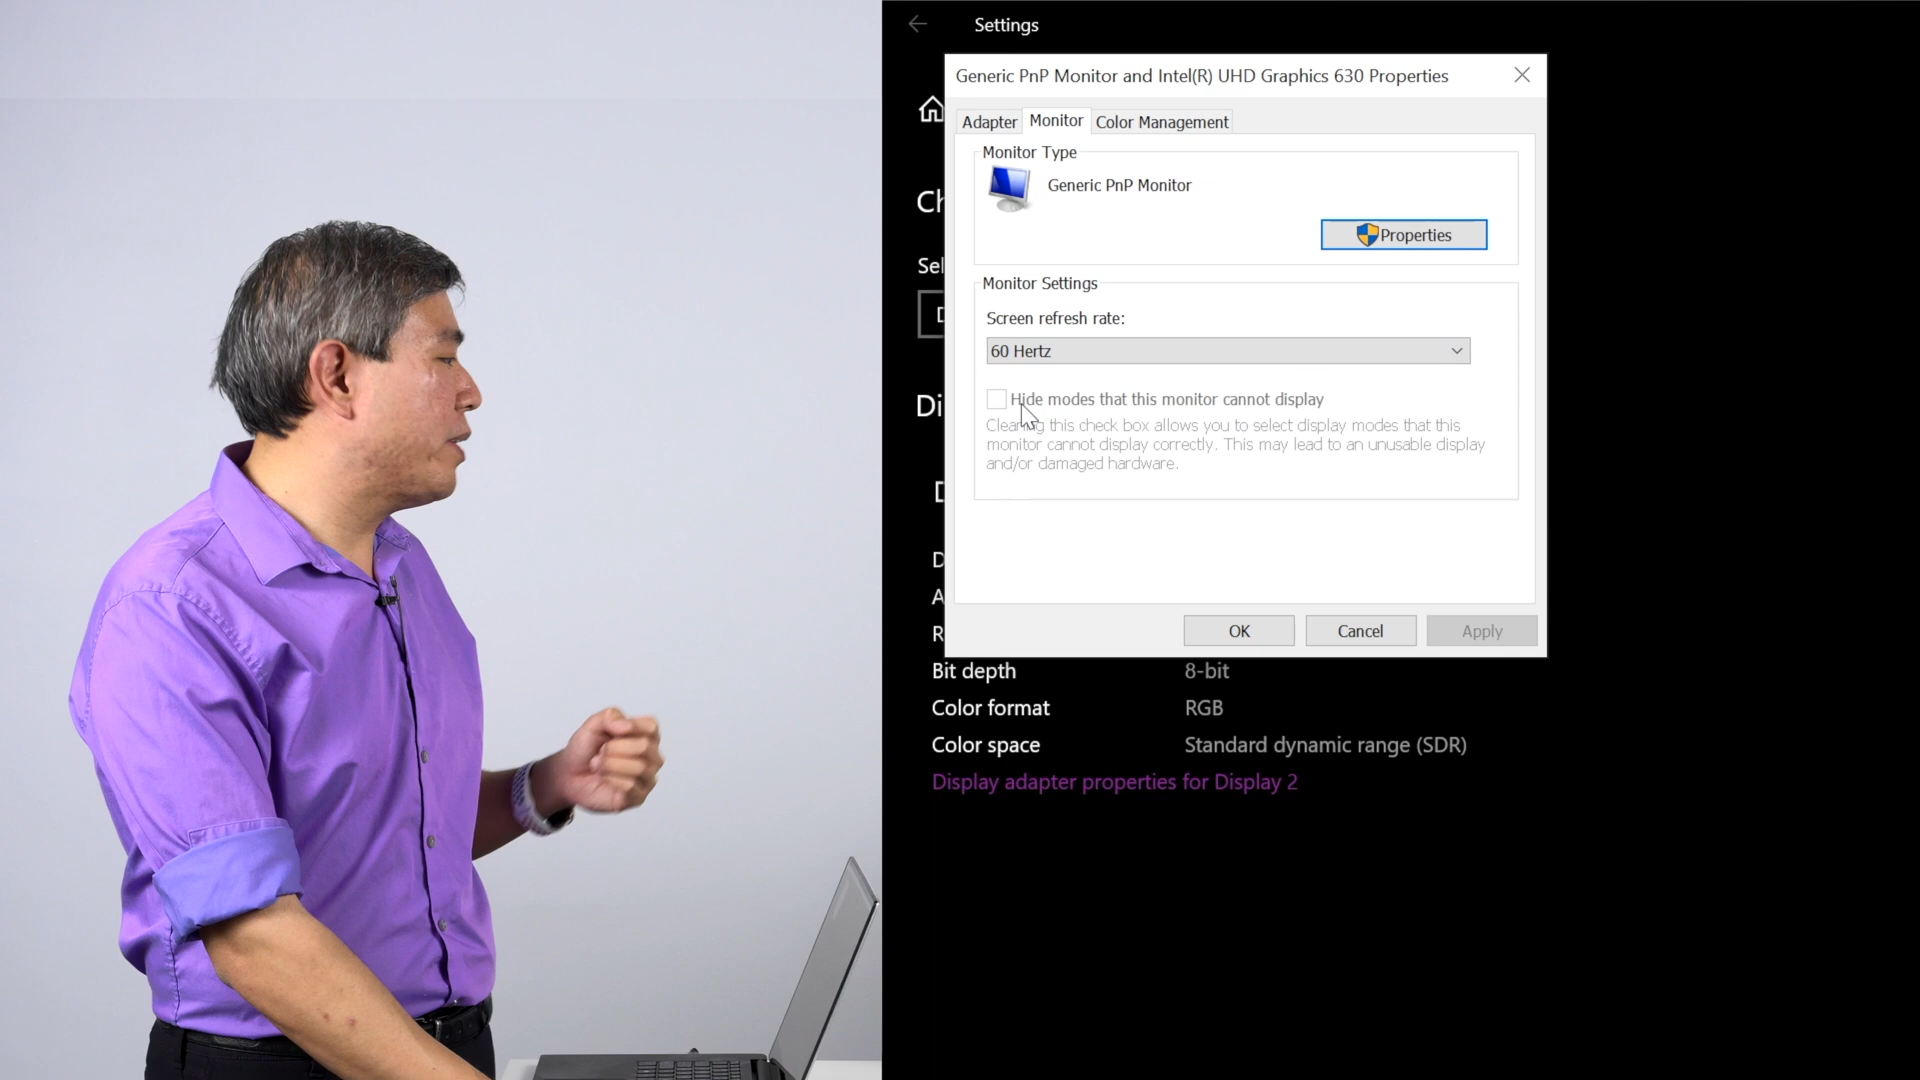 Settings
Generic PnP Monitor and Intel(R) UHD Graphics 630 Properties
Adapter Monitor Color Management
Monitor Type
Generic PnP Monitor
Properties
Monitor Settings
Screen refresh rate:
60 Hertz
Hide modes that this monitor cannot display
Clearing this check box allows you to select display modes that this
monitor cannot display correctly. This may lead to an unusable display
and/or damaged hardware.
OK Cancel Apply
Bit depth 8-bit
Color format RGB
Color space Standard dynamic range (SDR)
Display adapter properties for Display 2